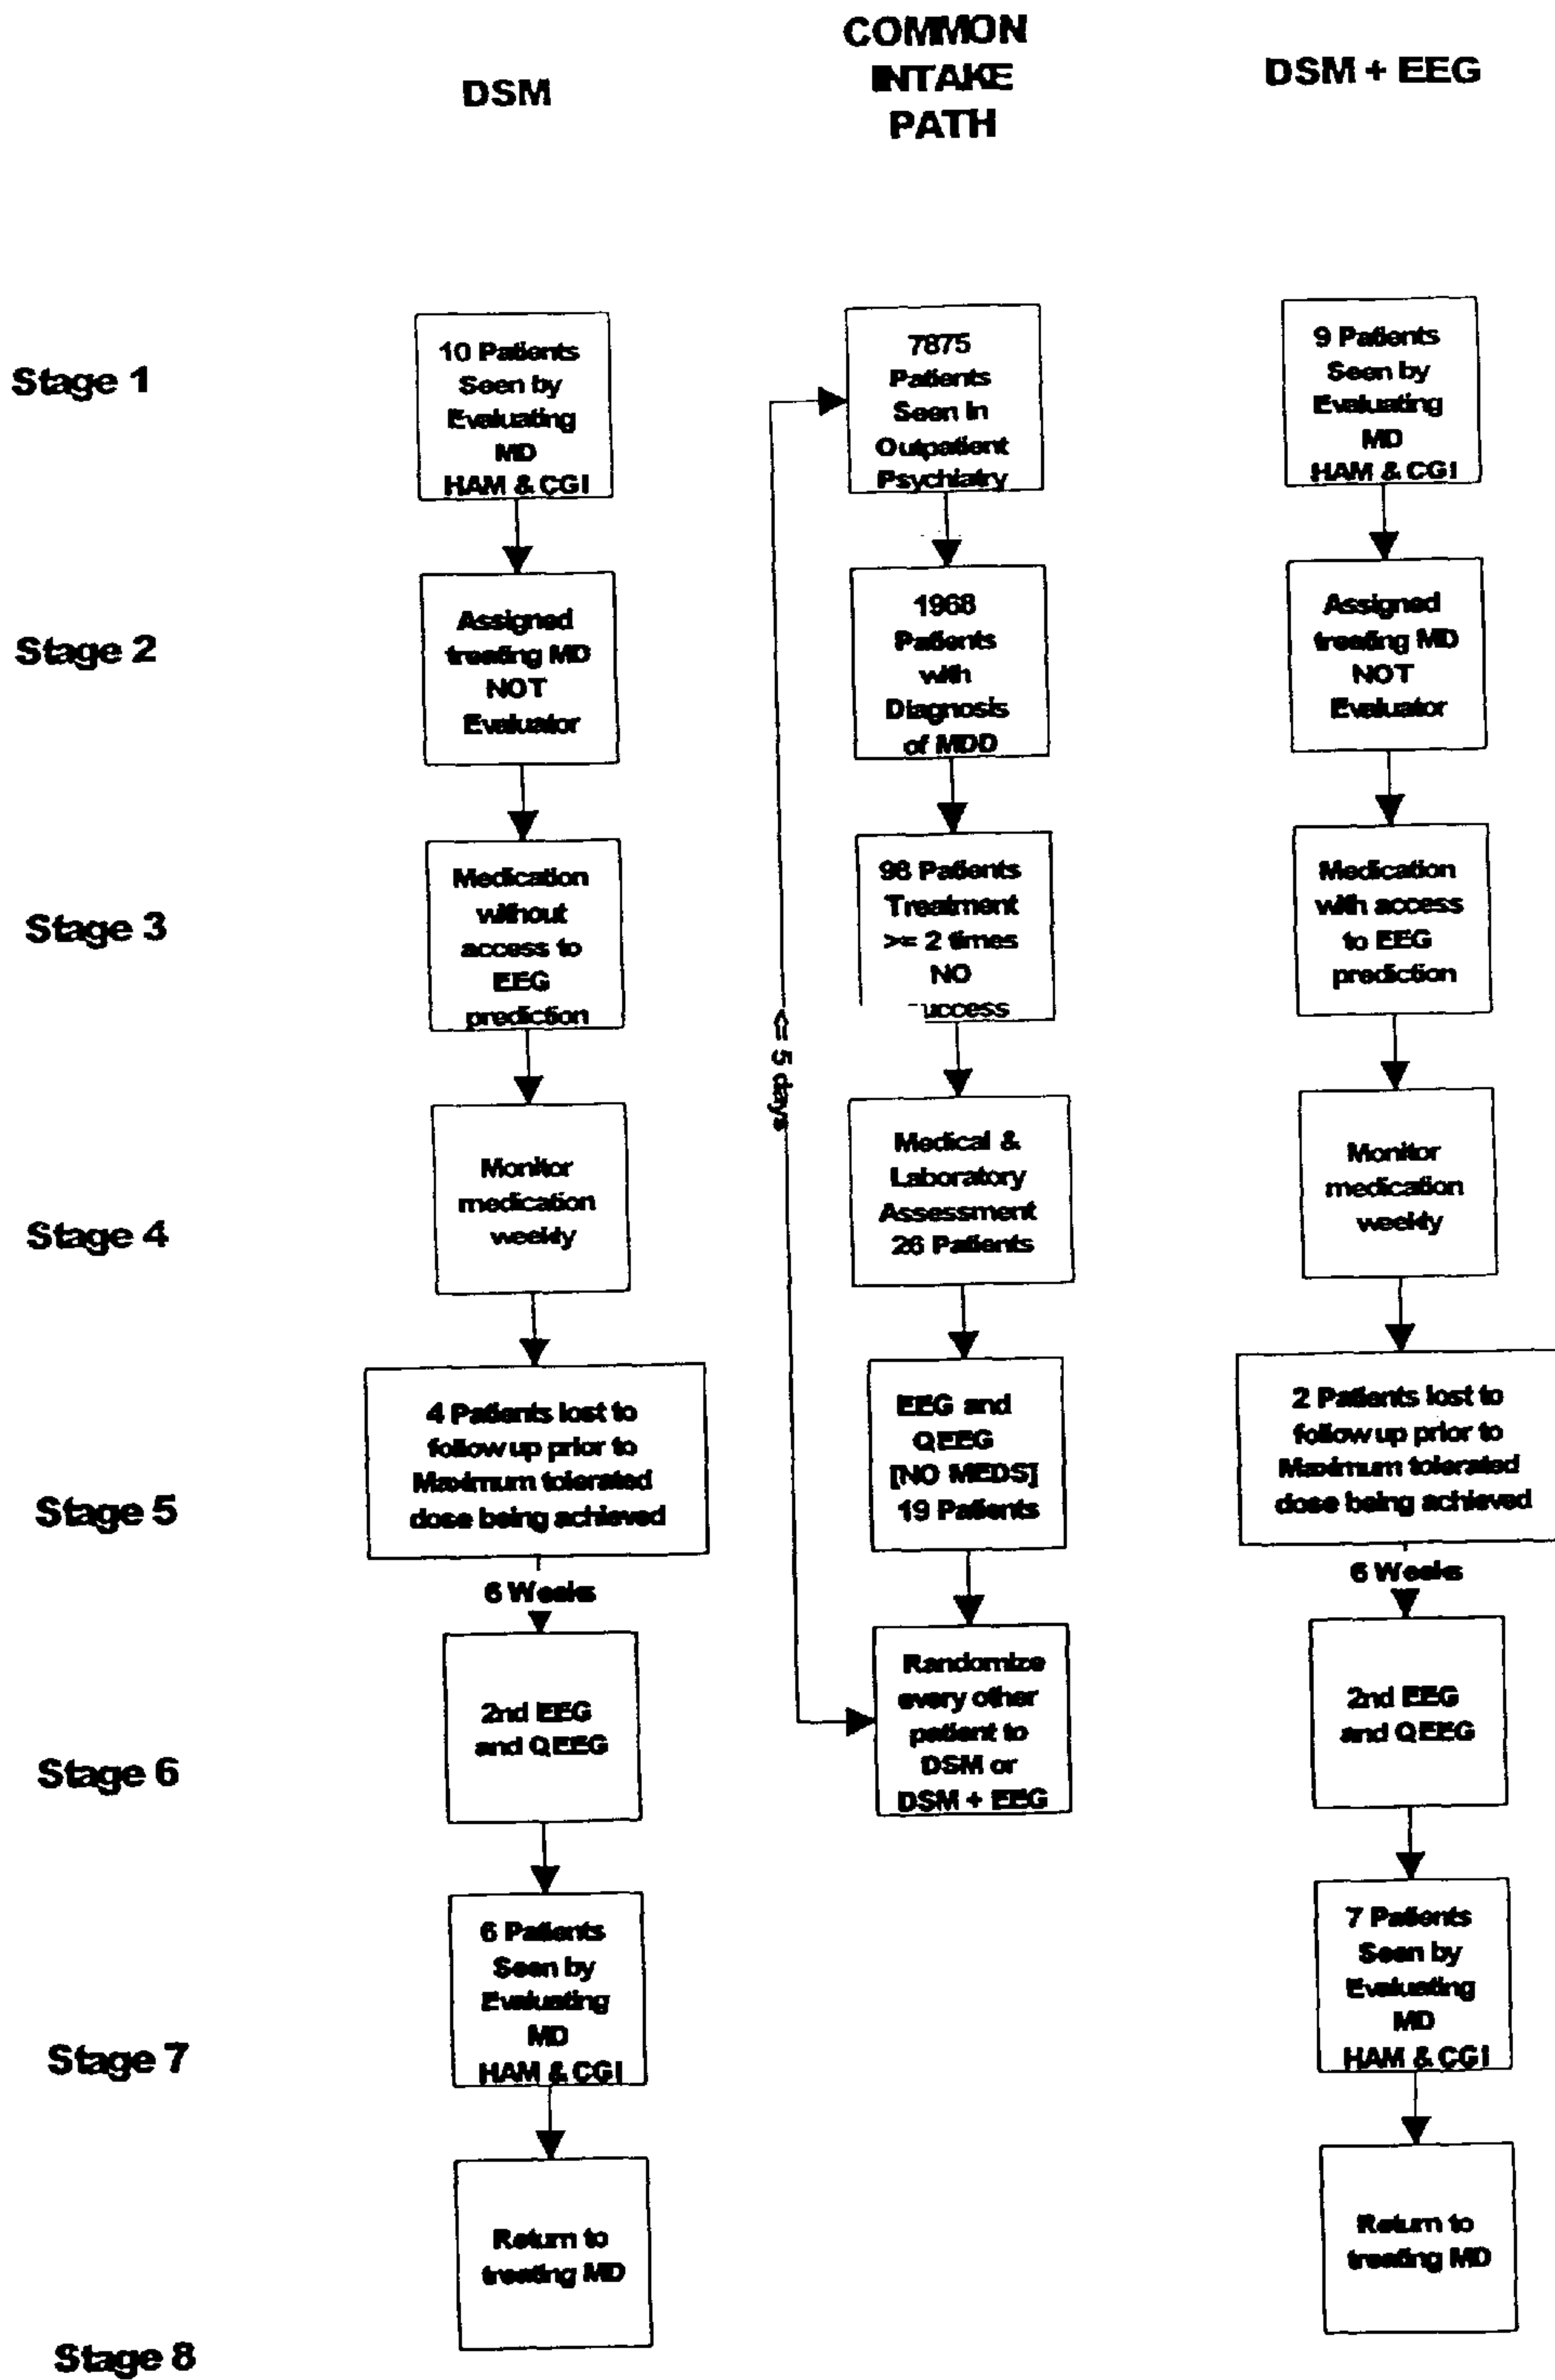 DSM
COMMON
INTAKE
PATH
DSM + EEG
Stage 1
10 Patients
Seen by
Evaluating
MD
HAM & CGI
7875
Patients
Seen In
Outpatient
Psychiatry
9 Patients
Seen by
Evaluating
MD
HAM & CGI
Stage 2
Assigned
treating MD
NOT
Evaluator
1968
Patients
with
Diagnosis
of MDD
Assigned
treating MD
NOT
Evaluator
Stage 3
Medication
without
access to
EEG
prediction
98 Patients
Treatment
>= 2 times
NO
uccess
Medication
with access
to EEG
prediction
<= 5 days
Stage 4
Monitor
medication
weekly
Medical &
Laboratory
Assessment
26 Patients
Monitor
medication
weekly
Stage 5
4 Patients lost to
follow up prior to
Maximum tolerated
dose being achieved
EEG and
QEEG
[NO MEDS]
19 Patients
2 Patients lost to
follow up prior to
Maximum tolerated
dose being achieved
6 Weeks
6 Weeks
Stage 6
2nd EEG
and QEEG
Randomize
every other
patient to
DSM or
DSM + EEG
2nd EEG
and QEEG
Stage 7
6 Patients
Seen by
Evaluating
MD
HAM & CGI
7 Patients
Seen by
Evaluating
MD
HAM & CGI
Stage 8
Return to
treating MD
Return to
treating MD